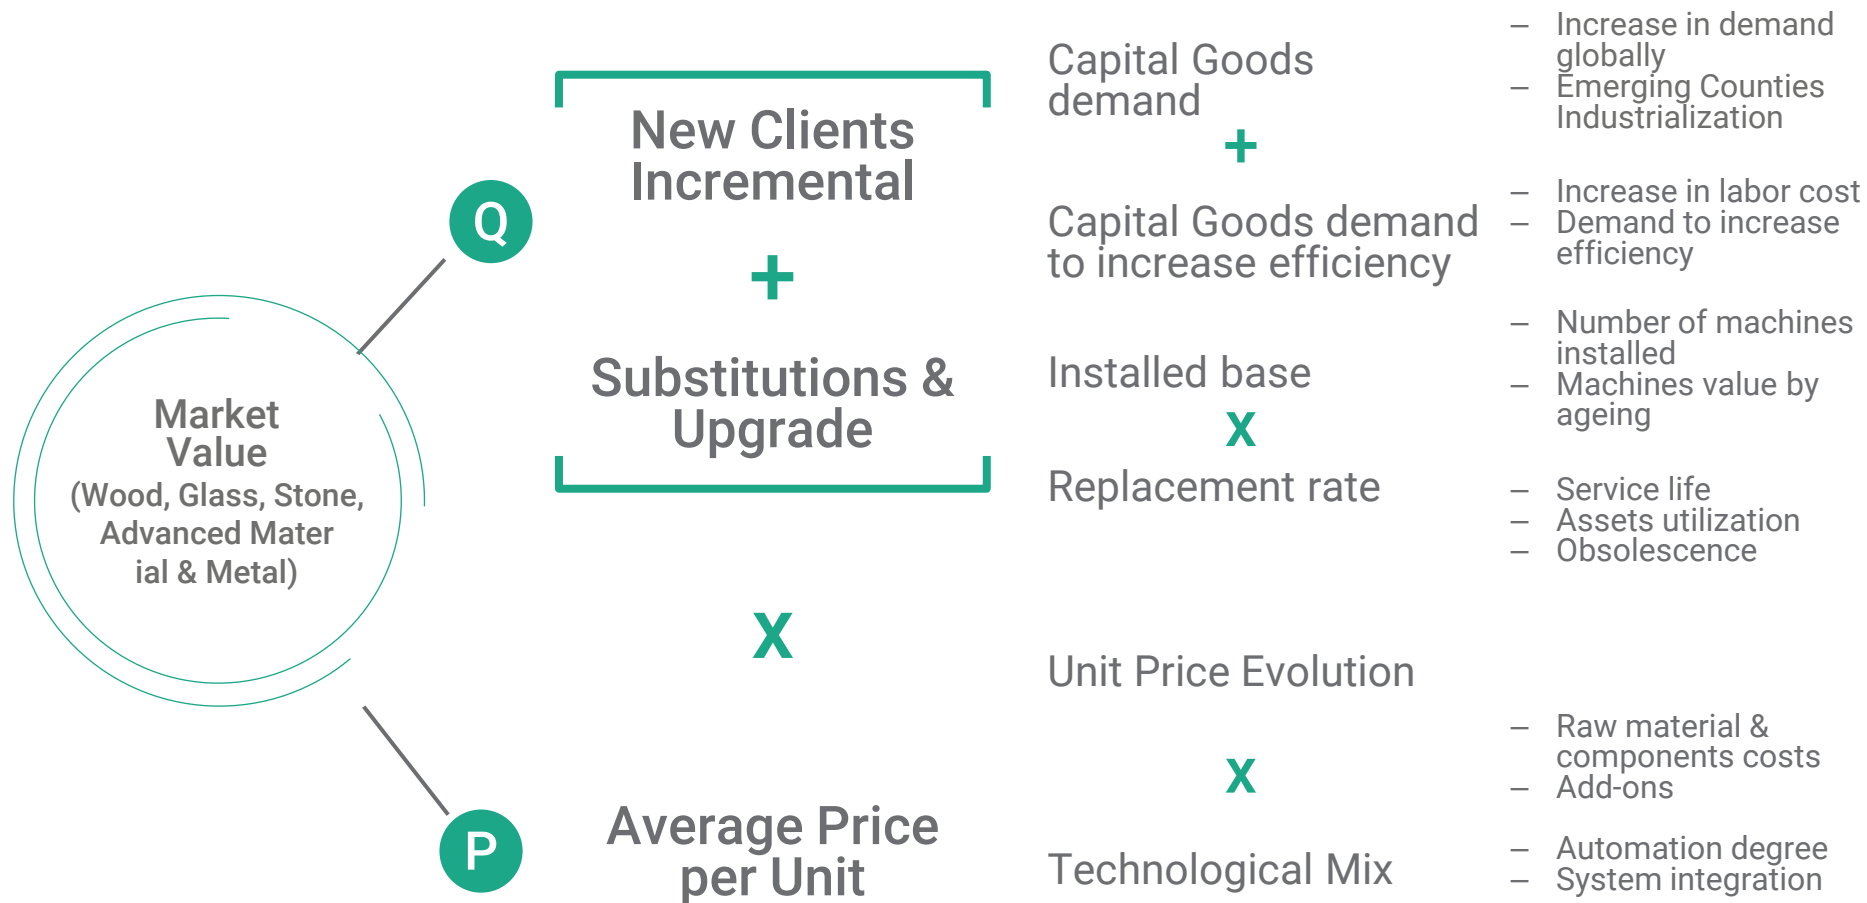 Market
Value
(Wood, Glass, Stone,
Advanced Mater
ial & Metal)
Q
P
New Clients
Incremental
+
Substitutions &
Upgrade
x
Average Price
per Unit
Capital Goods
demand
+
Capital Goods demand
to increase efficiency
Installed base
x
Replacement rate
Unit Price Evolution
x
Technological Mix
– Increase in demand
globally
– Emerging Counties
Industrialization
– Increase in labor cost
– Demand to increase
efficiency
– Number of machines
installed
– Machines value by
ageing
– Service life
– Assets utilization
– Obsolescence
– Raw material &
components costs
– Add-ons
– Automation degree
– System integration